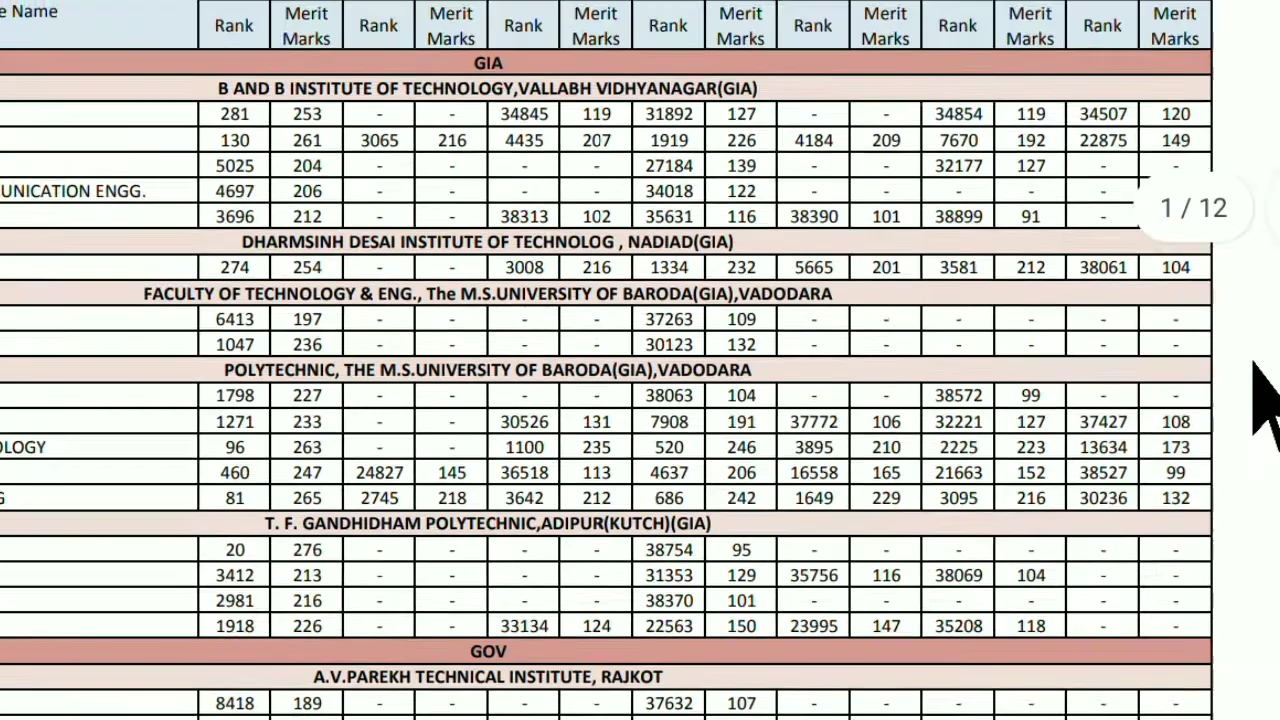 e Name Rank Merit Marks Rank Merit Marks Rank Merit Marks Rank Merit Marks Rank Merit Marks Rank Merit Marks Rank Merit Marks
GIA
B AND B INSTITUTE OF TECHNOLOGY,VALLABH VIDHYANAGAR(GIA)
281 253 - - 34845 119 31892 127 - - 34854 119 34507 120
130 261 3065 216 4435 207 1919 226 4184 209 7670 192 22875 149
5025 204 - - - - 27184 139 - - 32177 127 - -
UNICATION ENGG. 4697 206 - - - - 34018 122 - - - - -
3696 212 - - 38313 102 35631 116 38390 101 38899 91 -
1 / 12
DHARMSINH DESAI INSTITUTE OF TECHNOLOG , NADIAD(GIA)
274 254 - - 3008 216 1334 232 5665 201 3581 212 38061 104
FACULTY OF TECHNOLOGY & ENG., The M.S.UNIVERSITY OF BARODA(GIA),VADODARA
6413 197 - - - - 37263 109 - - - - - -
1047 236 - - - - 30123 132 - - - - - -
POLYTECHNIC, THE M.S.UNIVERSITY OF BARODA(GIA),VADODARA
1798 227 - - - - 38063 104 - - 38572 99 - -
1271 233 - - 30526 131 7908 191 37772 106 32221 127 37427 108
OLOGY 96 263 - - 1100 235 520 246 3895 210 2225 223 13634 173
460 247 24827 145 36518 113 4637 206 16558 165 21663 152 38527 99
G 81 265 2745 218 3642 212 686 242 1649 229 3095 216 30236 132
T. F. GANDHIDHAM POLYTECHNIC,ADIPUR(KUTCH)(GIA)
20 276 - - - - 38754 95 - - - - - -
3412 213 - - - - 31353 129 35756 116 38069 104 - -
2981 216 - - - - 38370 101 - - - - - -
1918 226 - - 33134 124 22563 150 23995 147 35208 118 - -
GOV
A.V.PAREKH TECHNICAL INSTITUTE, RAJKOT
8418 189 - - - - 37632 107 - - - - - -